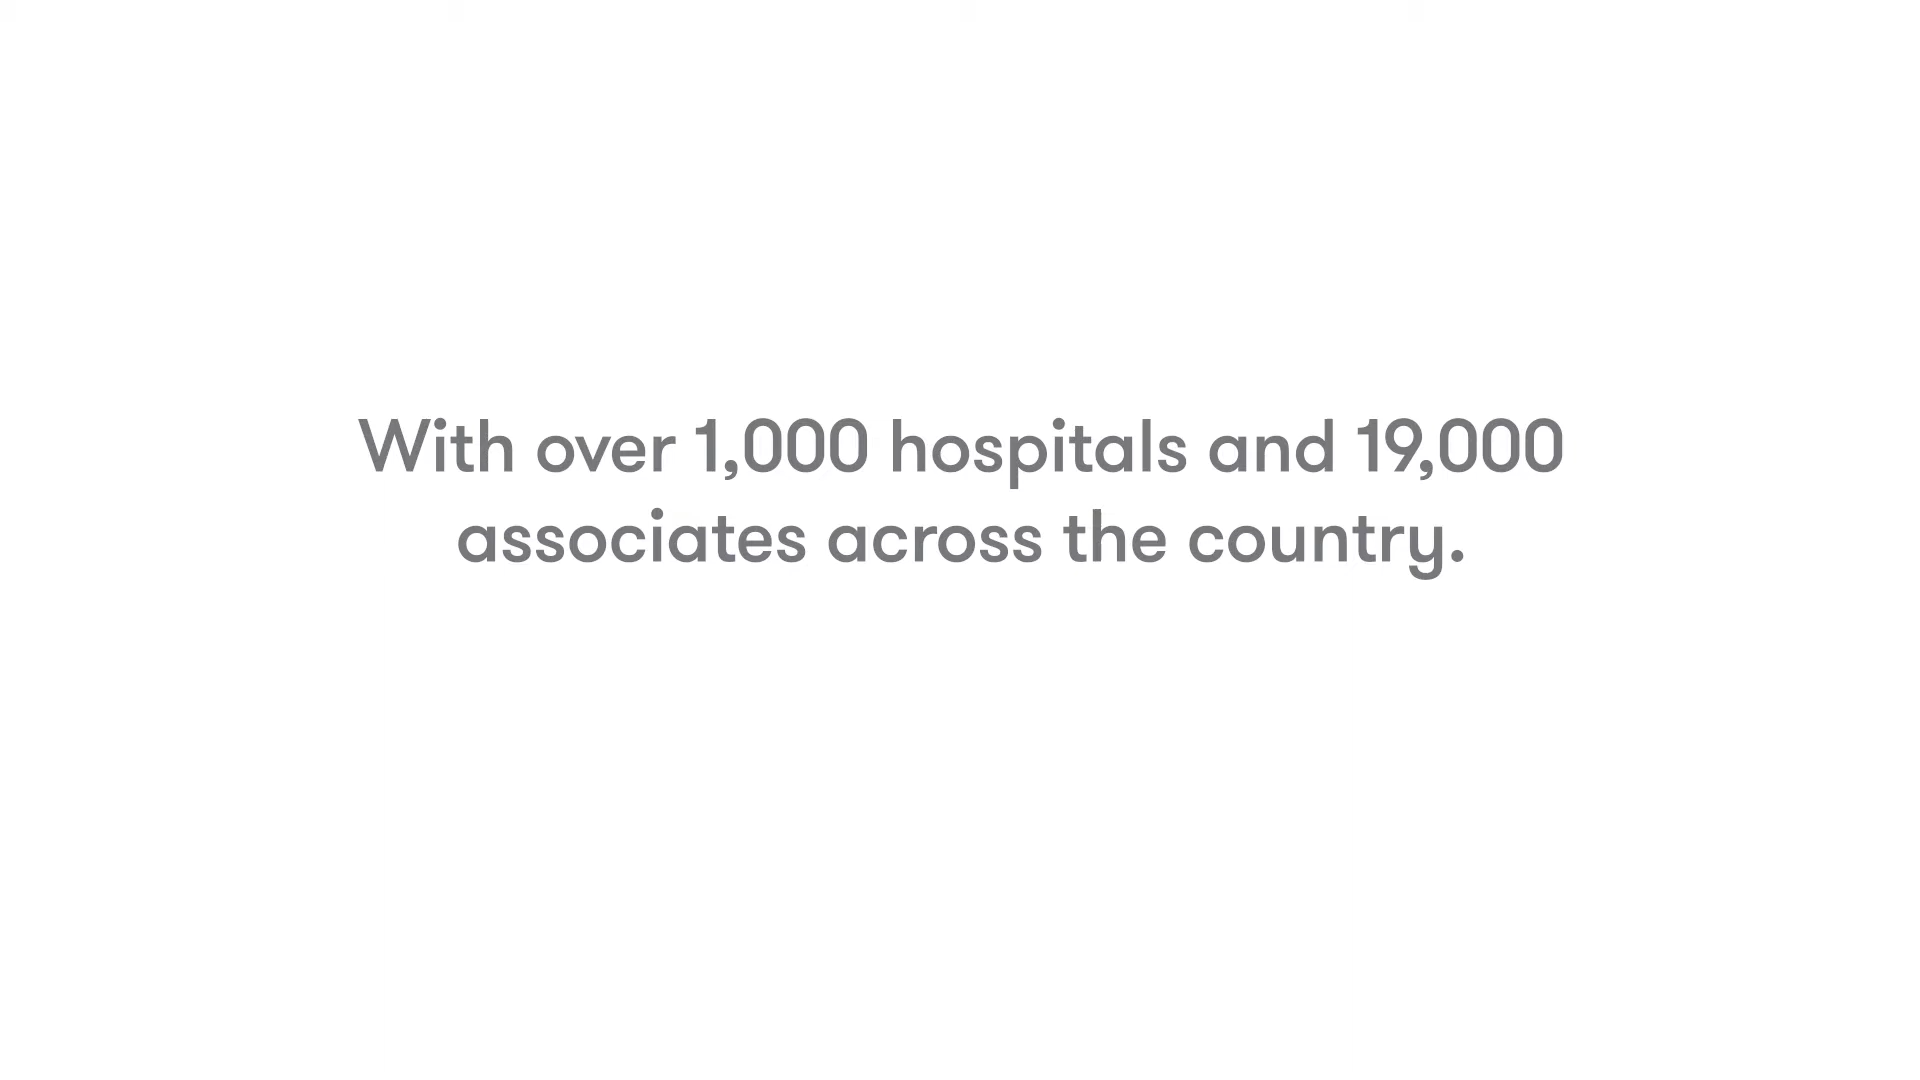 With over 1,000 hospitals and 19,000
associates across the country.